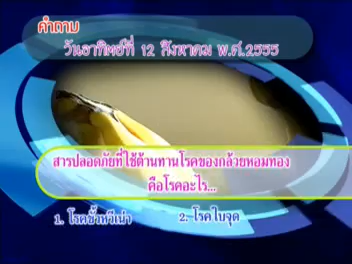 คำถาม
วันอาทิตย์ที่ 12 สิงหาคม พ.ศ.2555
สารปลอดภัยที่ใช้ต้านทานโรคของกล้วยหอมทอง
คือโรคอะไร...
1. โรคขั้วหวีเน่า
2. โรคใบจุด